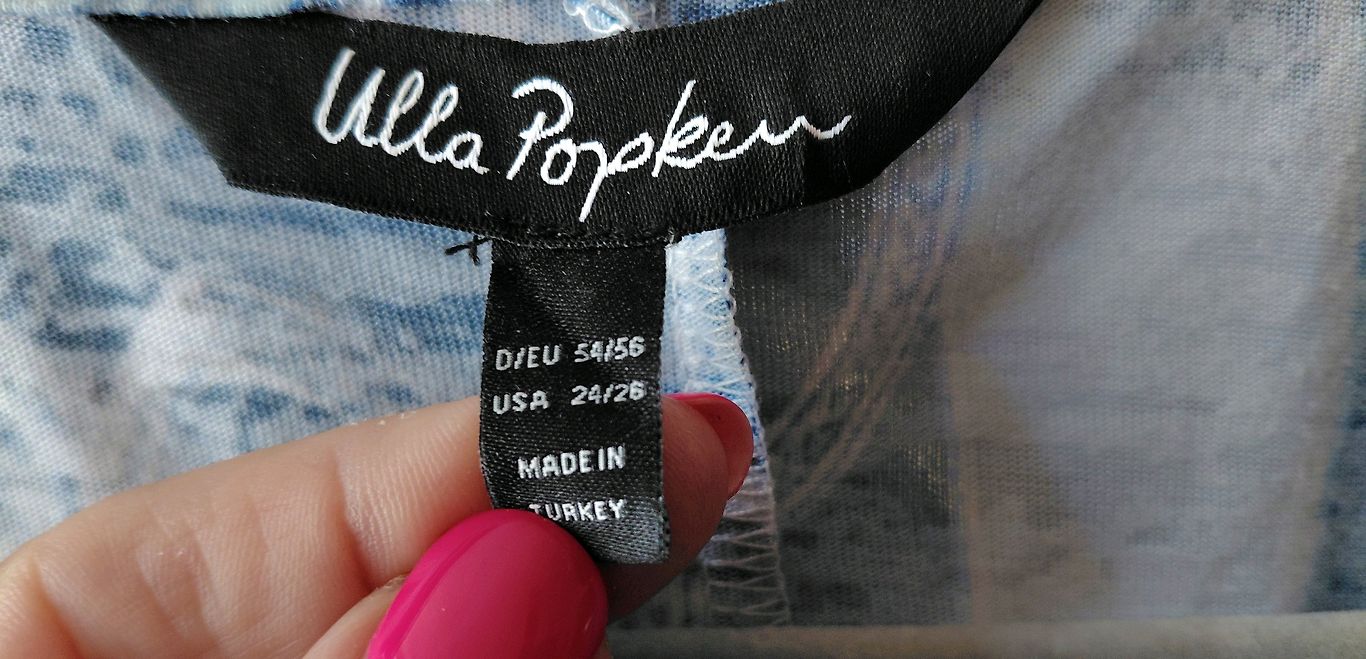 Ulla Popken
D/EU 54/56
USA 24/26
MADE IN
TURKEY